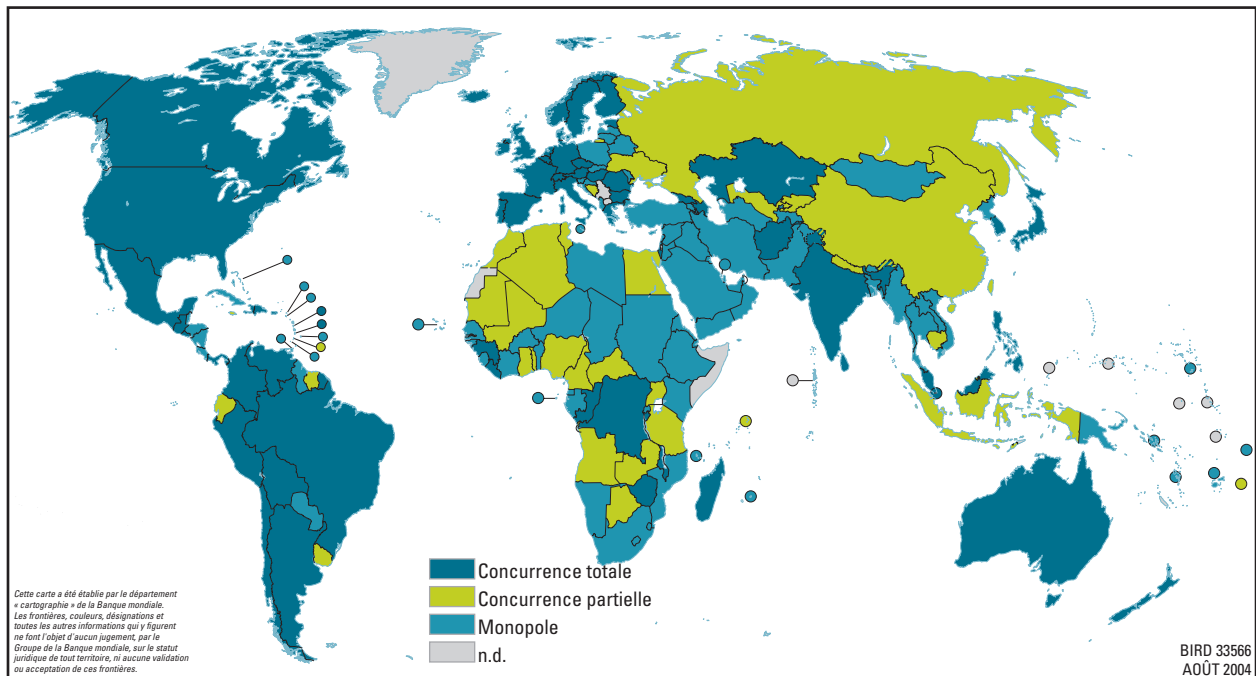 Concurrence totale
Concurrence partielle
Monopole
n.d.
Cette carte a été établie par le département
« cartographie » de la Banque mondiale.
Les frontières, couleurs, désignations et
toutes les autres informations qui y figurent
ne font l'objet d'aucun jugement, par le
Groupe de la Banque mondiale, sur le statut
juridique de tout territoire, ni aucune validation
ou acceptation de ces frontières.
BIRD 33566
AOÛT 2004